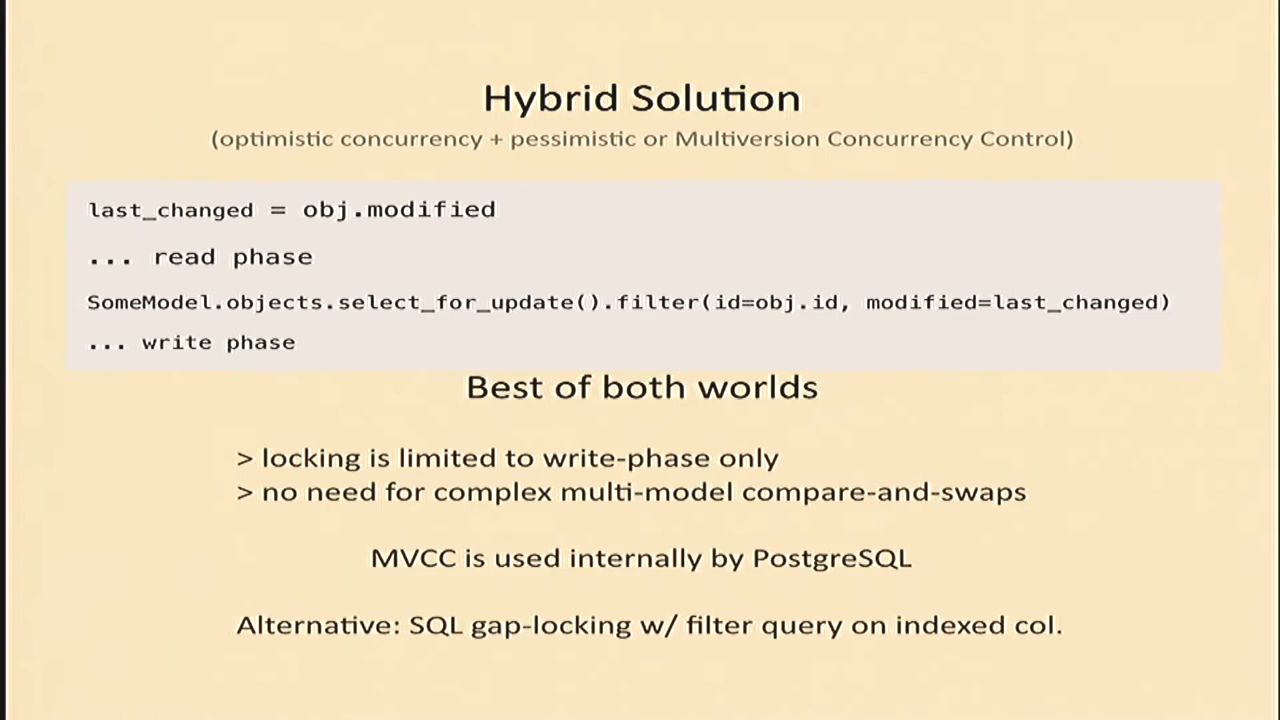 Hybrid Solution
(optimistic concurrency + pessimistic or Multiversion Concurrency Control)
last_changed = obj.modified
... read phase
SomeModel.objects.select_for_update().filter(id=obj.id, modified=last_changed)
... write phase
Best of both worlds
> locking is limited to write-phase only
> no need for complex multi-model compare-and-swaps
MVCC is used internally by PostgreSQL
Alternative: SQL gap-locking w/ filter query on indexed col.